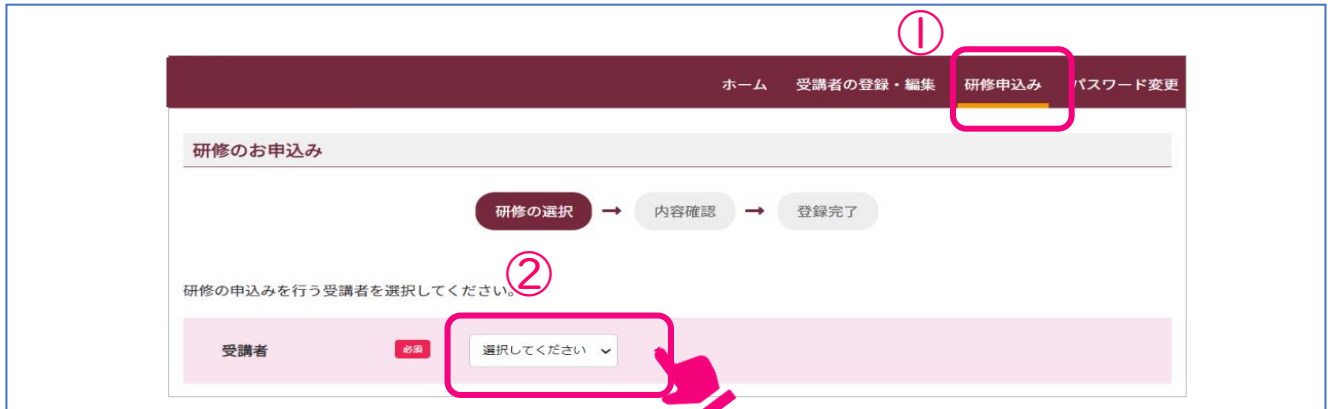 ①
ホーム 受講者の登録・編集 研修申込み パスワード変更
研修のお申込み
研修の選択 → 内容確認 → 登録完了
②
研修の申込みを行う受講者を選択してください。
受講者 必須 選択してください